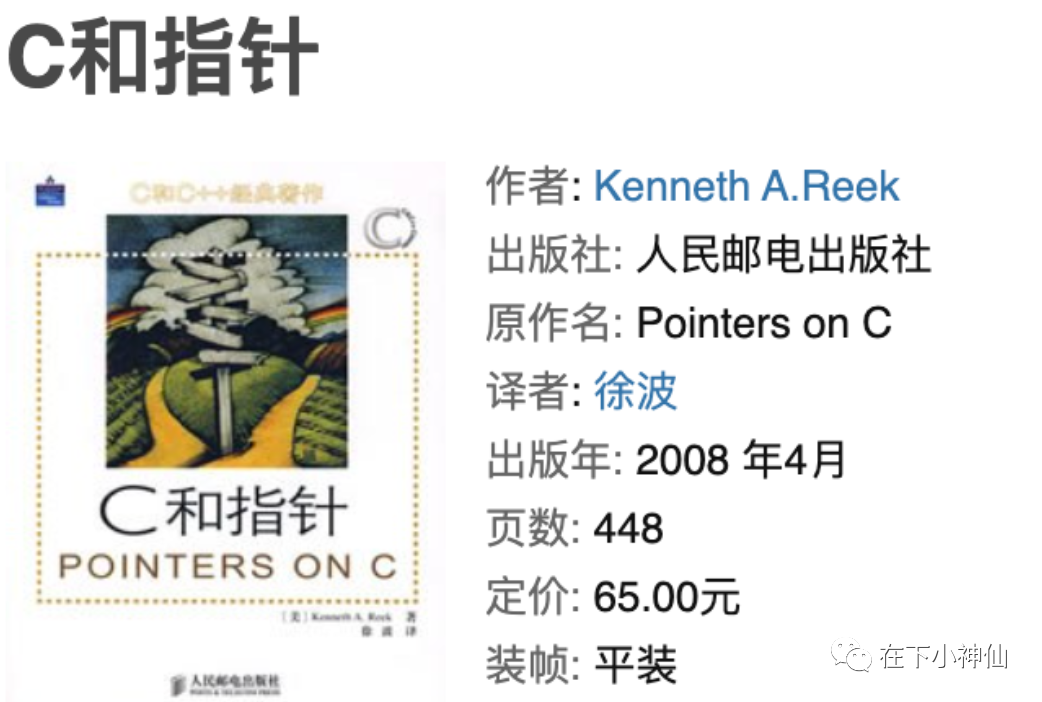 C和指针
C和C++经典著作
C和指针
POINTERS ON C
[美] Kenneth A. Reek 著
徐波 译
人民邮电出版社
POSTS & TELECOM PRESS
作者: Kenneth A.Reek
出版社: 人民邮电出版社
原作名: Pointers on C
译者: 徐波
出版年: 2008 年4月
页数: 448
定价: 65.00元
装帧: 平装
在下小神仙